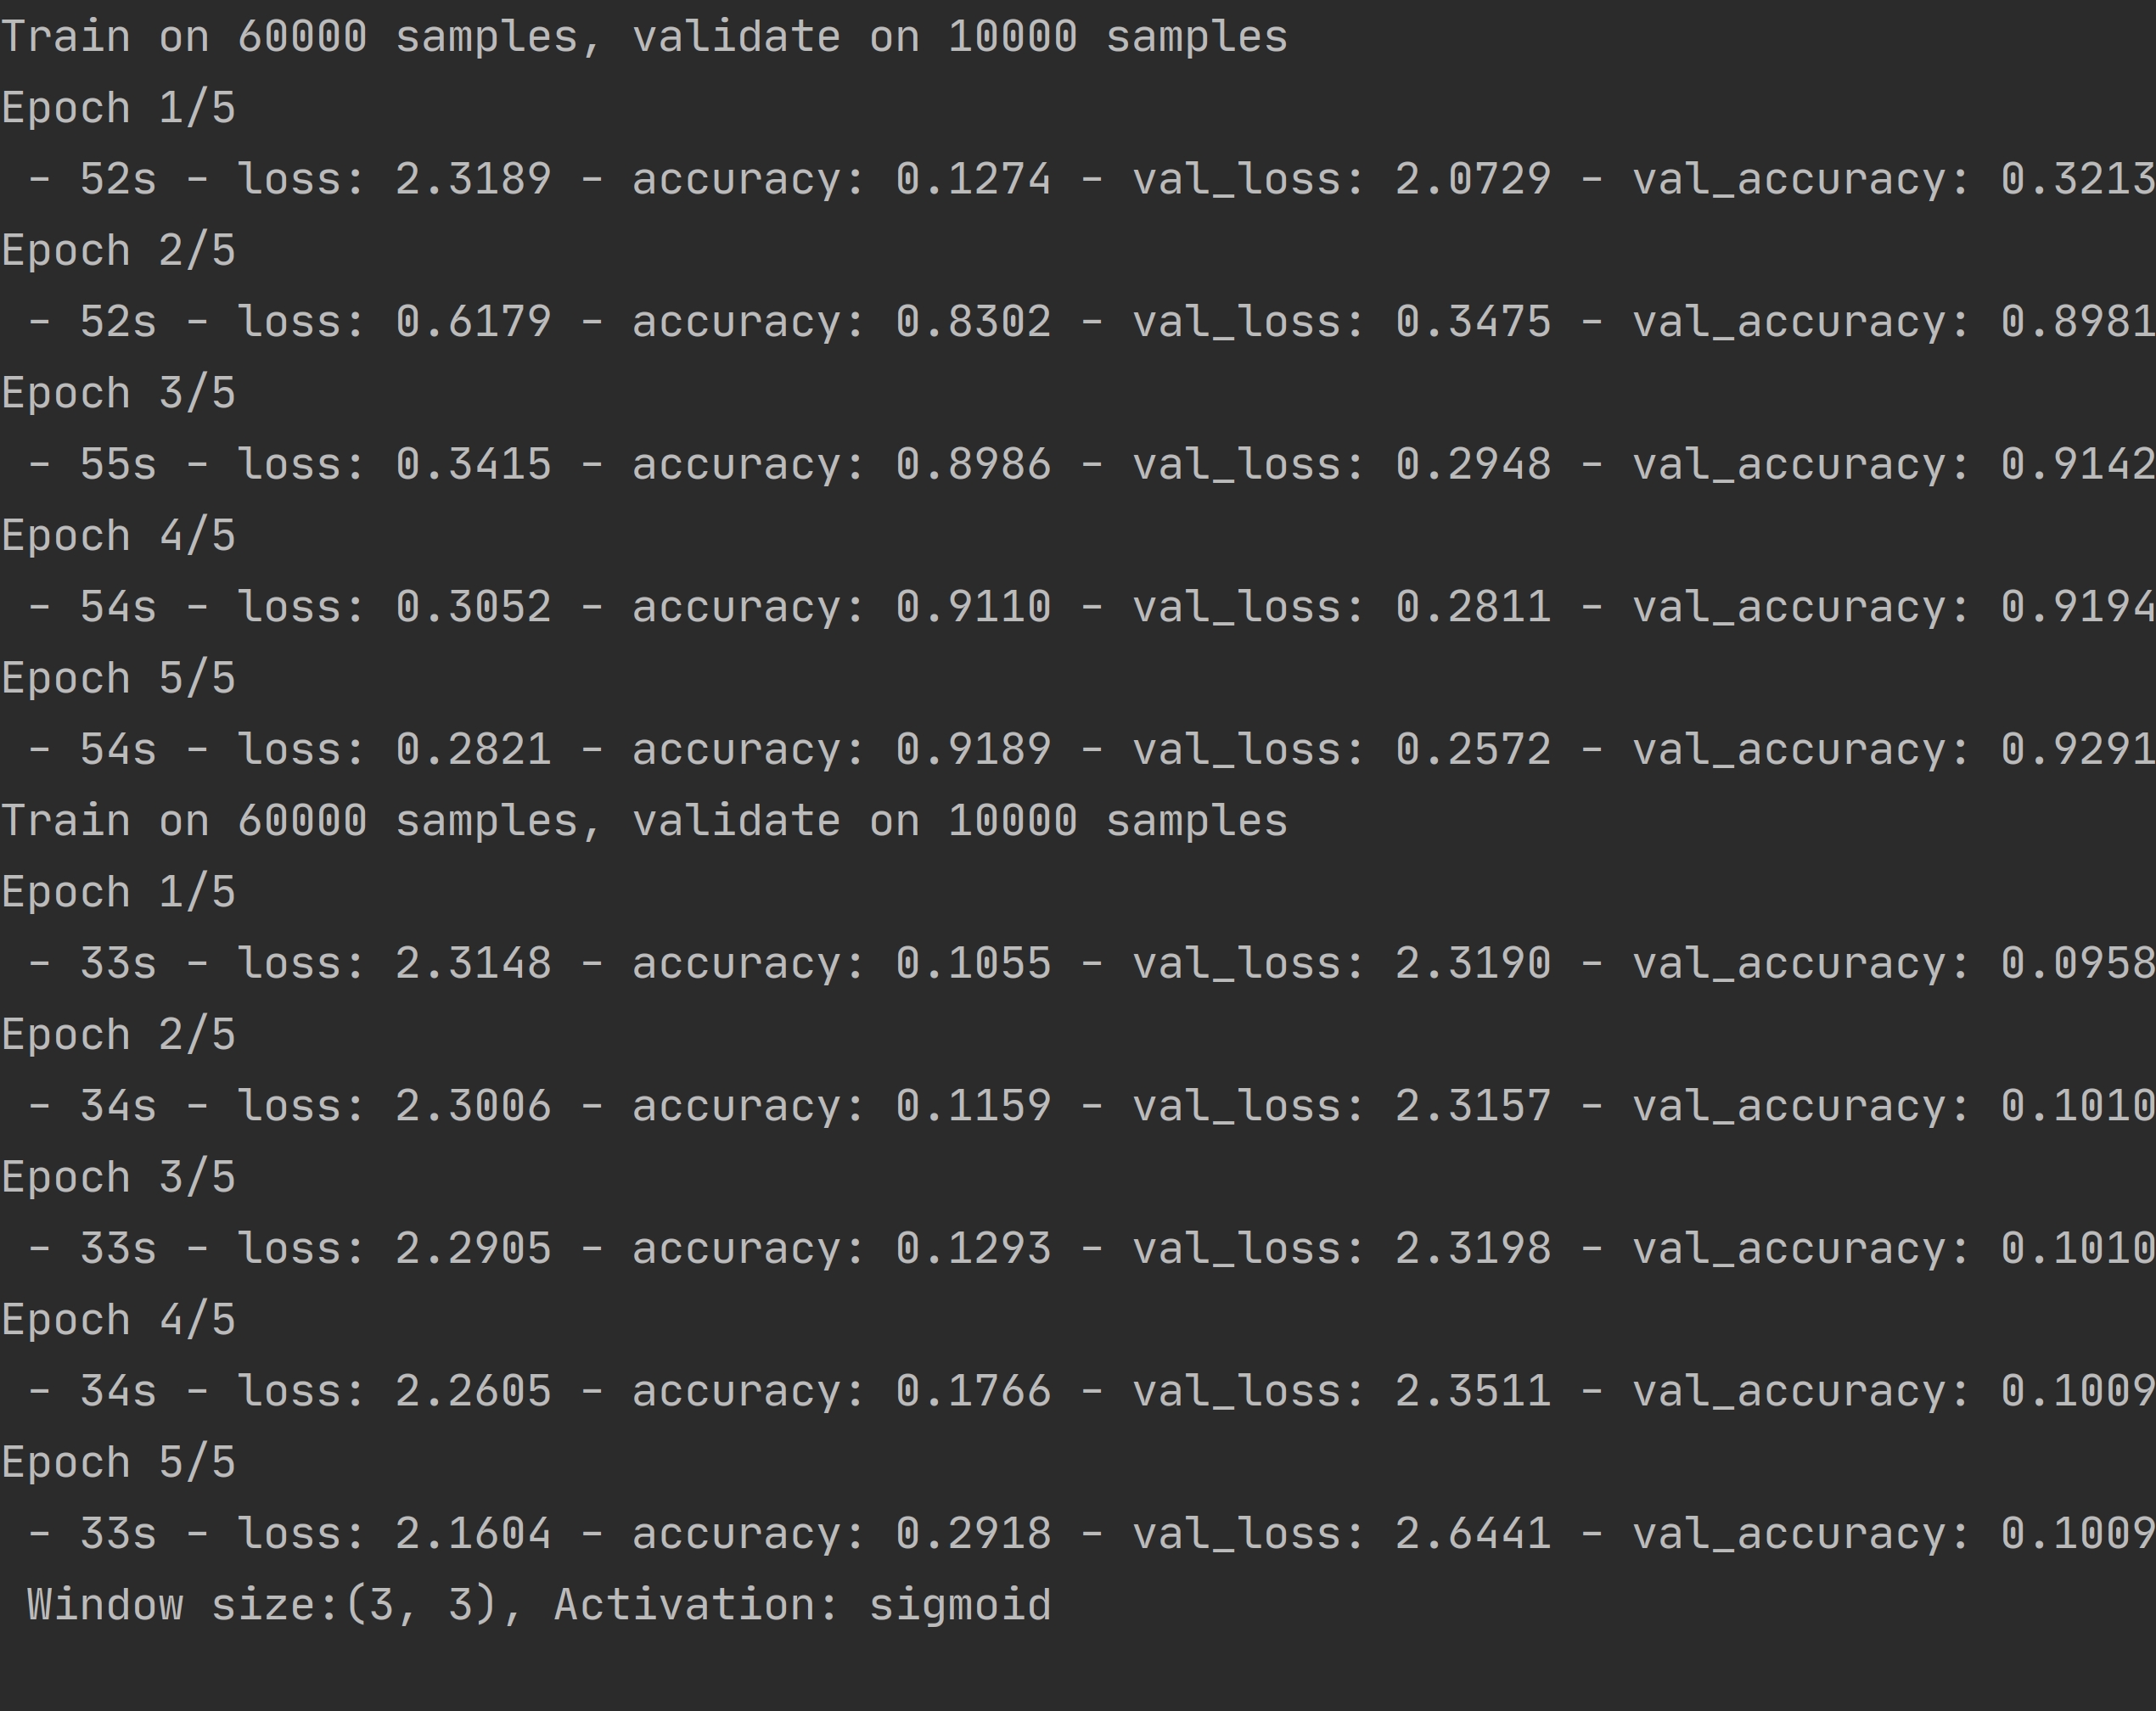 Train on 60000 samples, validate on 10000 samples
Epoch 1/5
 - 52s - loss: 2.3189 - accuracy: 0.1274 - val_loss: 2.0729 - val_accuracy: 0.3213
Epoch 2/5
 - 52s - loss: 0.6179 - accuracy: 0.8302 - val_loss: 0.3475 - val_accuracy: 0.8981
Epoch 3/5
 - 55s - loss: 0.3415 - accuracy: 0.8986 - val_loss: 0.2948 - val_accuracy: 0.9142
Epoch 4/5
 - 54s - loss: 0.3052 - accuracy: 0.9110 - val_loss: 0.2811 - val_accuracy: 0.9194
Epoch 5/5
 - 54s - loss: 0.2821 - accuracy: 0.9189 - val_loss: 0.2572 - val_accuracy: 0.9291
Train on 60000 samples, validate on 10000 samples
Epoch 1/5
 - 33s - loss: 2.3148 - accuracy: 0.1055 - val_loss: 2.3190 - val_accuracy: 0.0958
Epoch 2/5
 - 34s - loss: 2.3006 - accuracy: 0.1159 - val_loss: 2.3157 - val_accuracy: 0.1010
Epoch 3/5
 - 33s - loss: 2.2905 - accuracy: 0.1293 - val_loss: 2.3198 - val_accuracy: 0.1010
Epoch 4/5
 - 34s - loss: 2.2605 - accuracy: 0.1766 - val_loss: 2.3511 - val_accuracy: 0.1009
Epoch 5/5
 - 33s - loss: 2.1604 - accuracy: 0.2918 - val_loss: 2.6441 - val_accuracy: 0.1009
 Window size:(3, 3), Activation: sigmoid